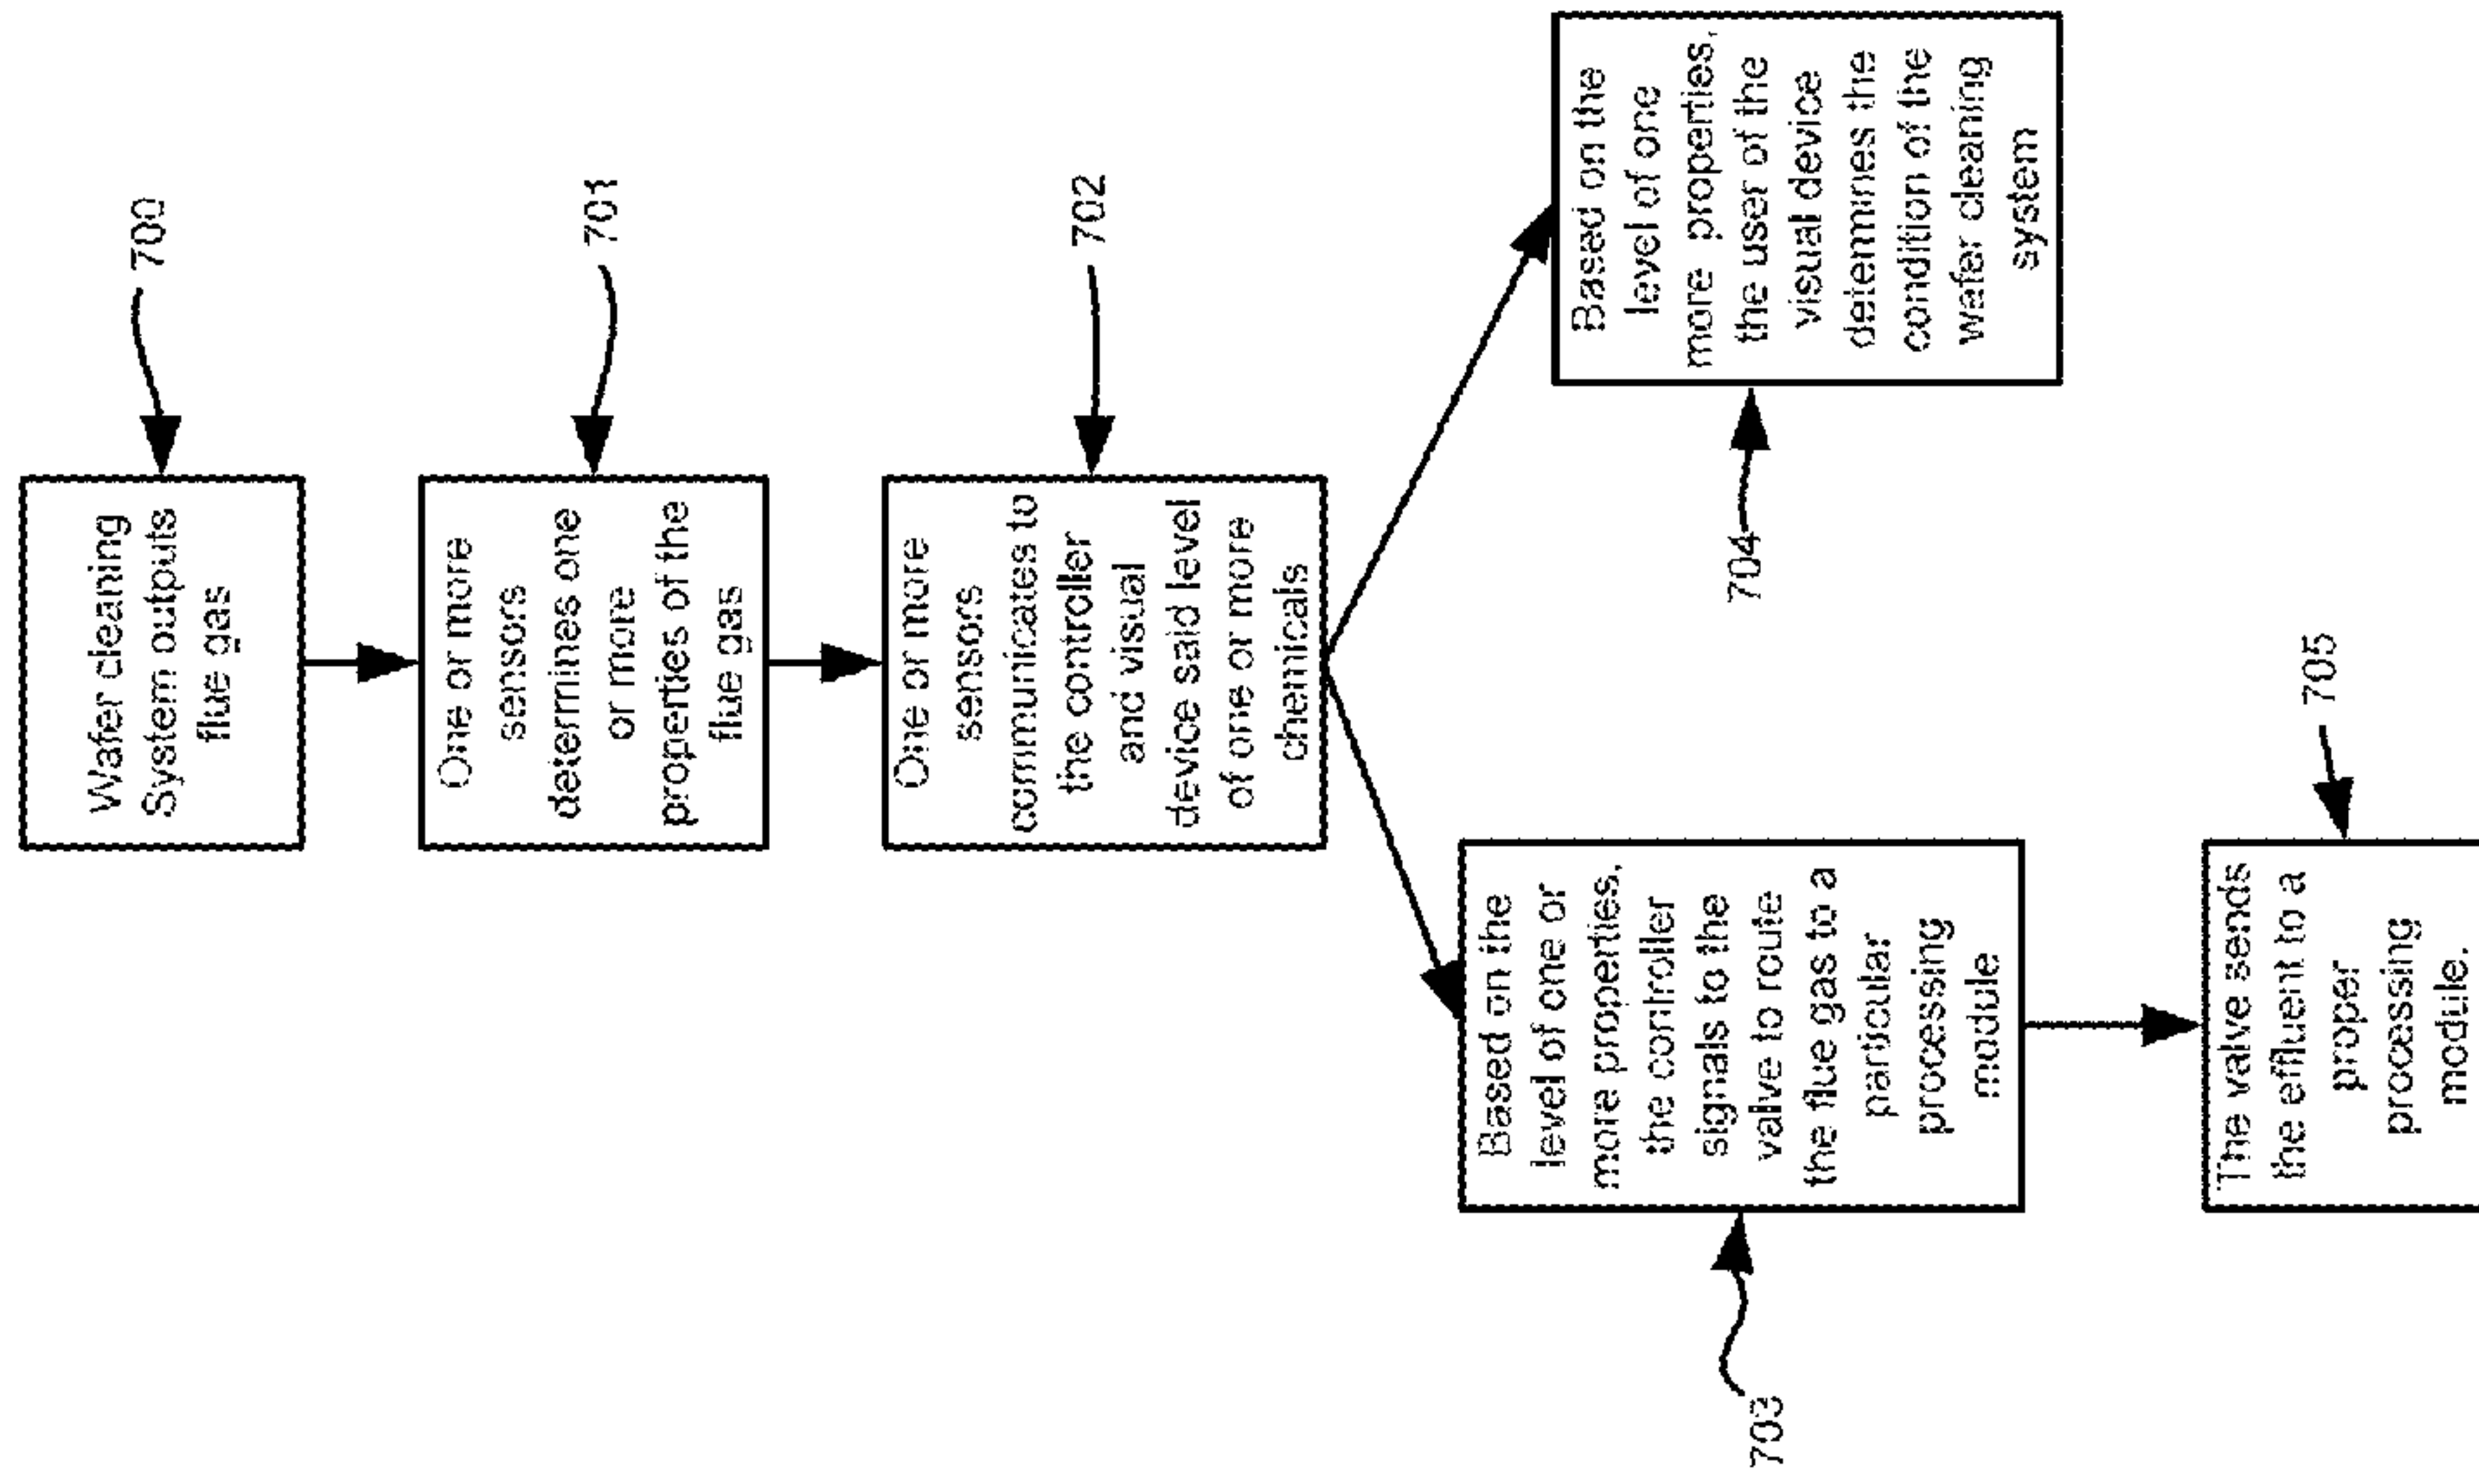 Wafer cleaning
System outputs
flue gas
700
One or more
sensors
determines one
or more
properties of the
flue gas
701
One or more
sensors
communicates to
the controller
and visual
device said level
of one or more
chemicals
702
Based on the
level of one or
more properties,
the controller
signals to the
valve to route
the flue gas to a
particular
processing
module
703
Based on the
level of one
more properties,
the user of the
visual device
determines the
condition of the
wafer cleaning
system
704
The valve sends
the effluent to a
proper
processing
module.
705